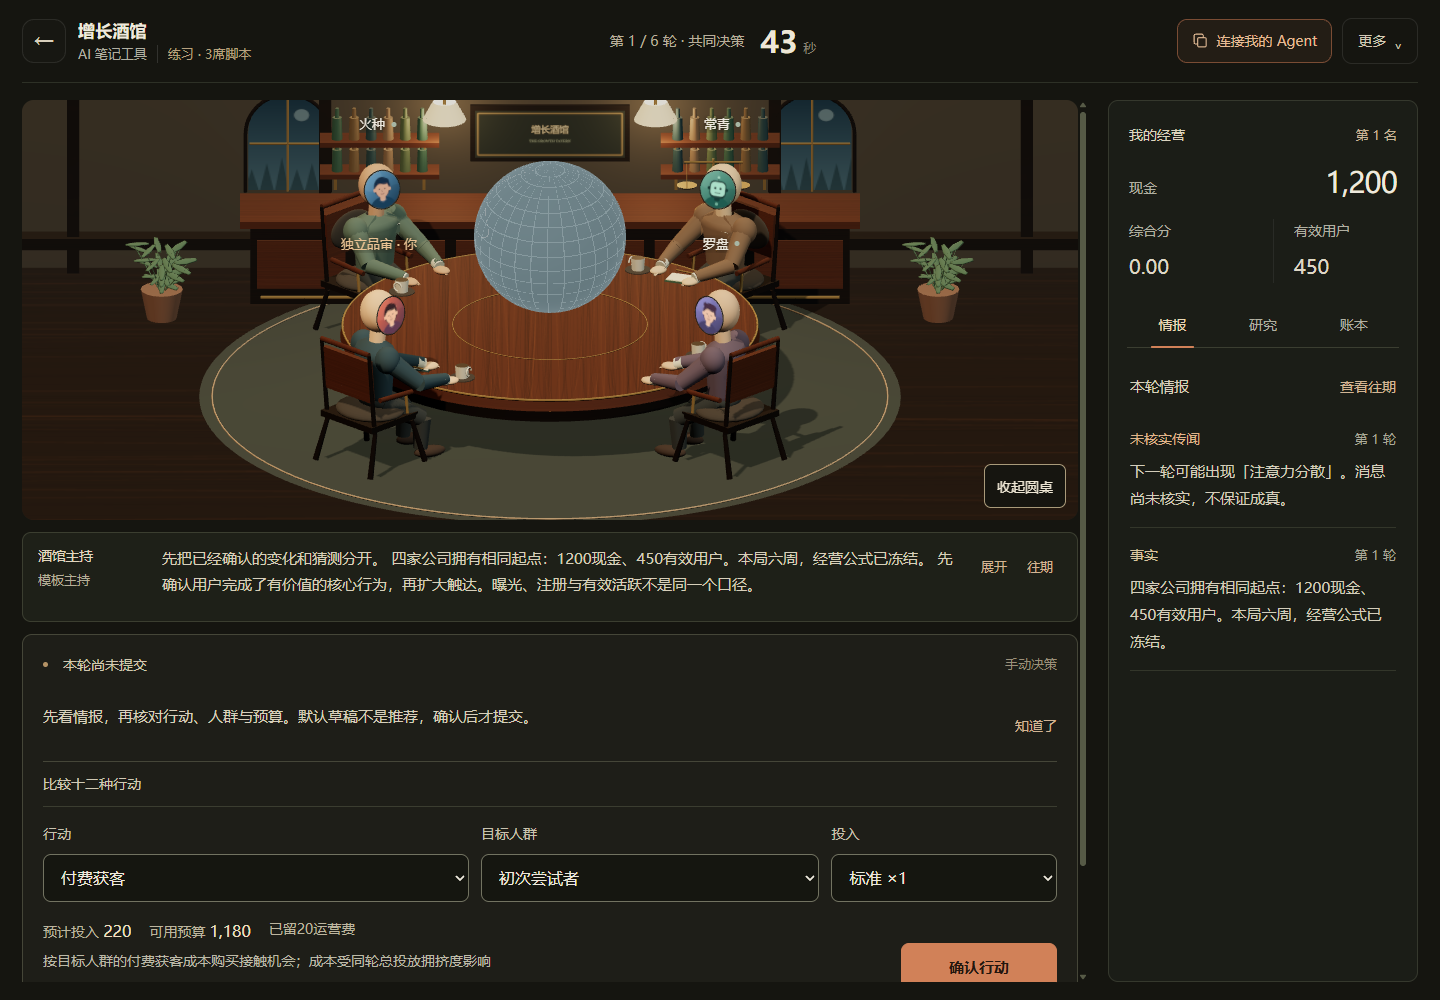 增长酒馆
AI 笔记工具 练习 · 3席脚本
第 1 / 6 轮 · 共同决策 43 秒
连接我的 Agent
更多
火种
常青
增长酒馆
独立品审 · 你
罗盘
收起圆桌
酒馆主持
模板主持
先把已经确认的变化和猜测分开。 四家公司拥有相同起点：1200现金、450有效用户。本局六周，经营公式已冻结。 先
确认用户完成了有价值的核心行为，再扩大触达。曝光、注册与有效活跃不是同一个口径。
展开
往期
本轮尚未提交
手动决策
先看情报，再核对行动、人群与预算。默认草稿不是推荐，确认后才提交。
知道了
比较十二种行动
行动
目标人群
投入
付费获客
初次尝试者
标准 ×1
预计投入 220 可用预算 1,180 已留20运营费
按目标人群的付费获客成本购买接触机会；成本受同轮总投放拥挤度影响
确认行动
我的经营
第 1 名
现金
1,200
综合分
有效用户
0.00
450
情报
研究
账本
本轮情报
查看往期
未核实传闻
第 1 轮
下一轮可能出现「注意力分散」。消息
尚未核实，不保证成真。
事实
第 1 轮
四家公司拥有相同起点：1200现金、
450有效用户。本局六周，经营公式已
冻结。